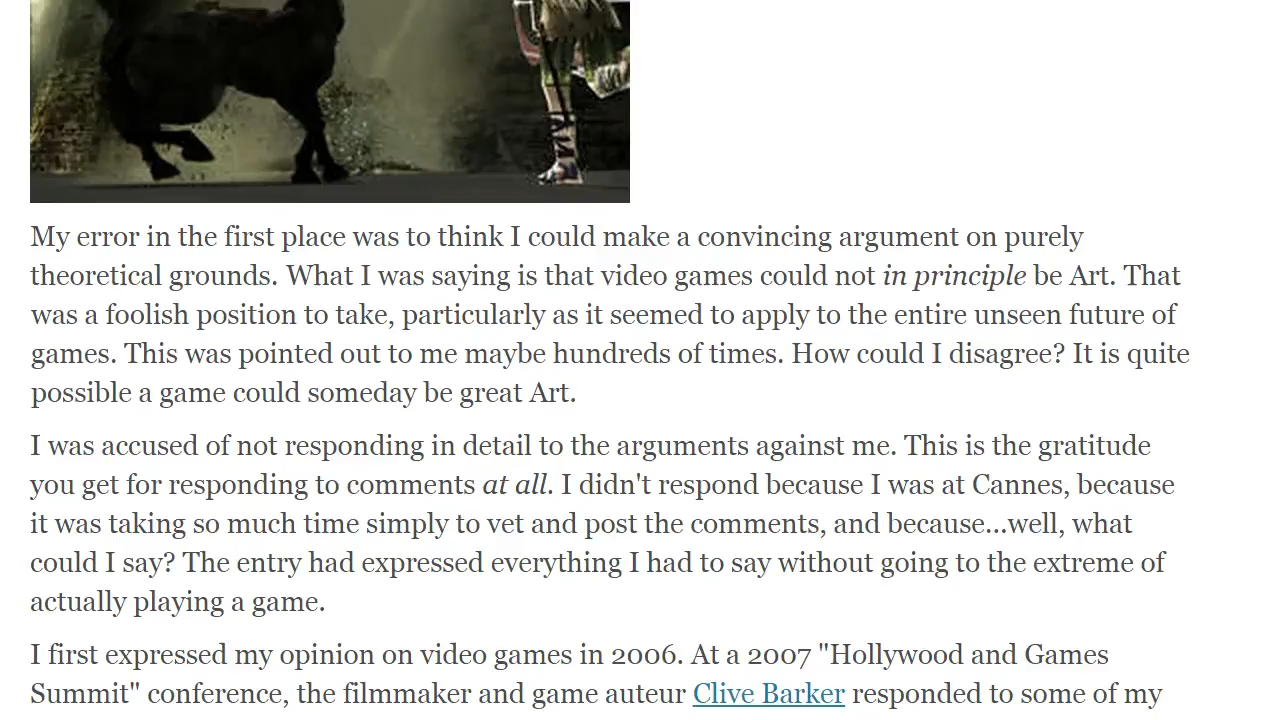 My error in the first place was to think I could make a convincing argument on purely
theoretical grounds. What I was saying is that video games could not in principle be Art. That
was a foolish position to take, particularly as it seemed to apply to the entire unseen future of
games. This was pointed out to me maybe hundreds of times. How could I disagree? It is quite
possible a game could someday be great Art.
I was accused of not responding in detail to the arguments against me. This is the gratitude
you get for responding to comments at all. I didn't respond because I was at Cannes, because
it was taking so much time simply to vet and post the comments, and because...well, what
could I say? The entry had expressed everything I had to say without going to the extreme of
actually playing a game.
I first expressed my opinion on video games in 2006. At a 2007 "Hollywood and Games
Summit" conference, the filmmaker and game auteur Clive Barker responded to some of my